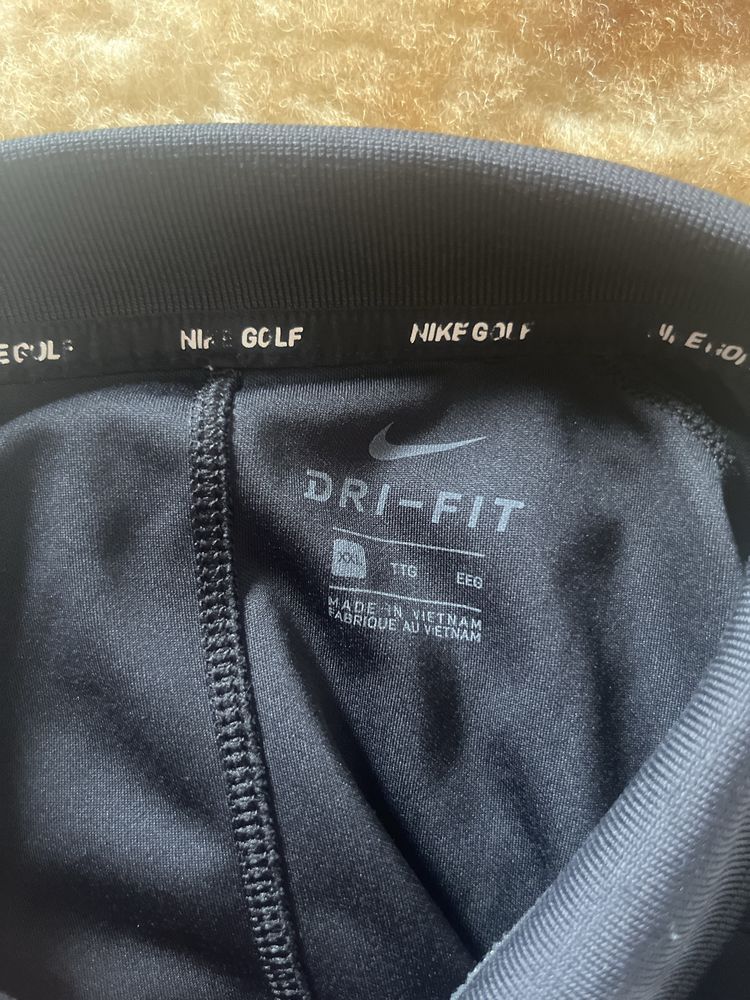 NIKE GOLF NIKE GOLF
DRI-FIT
XXL TTG EEG
MADE IN VIETNAM
FABRIQUE AU VIETNAM